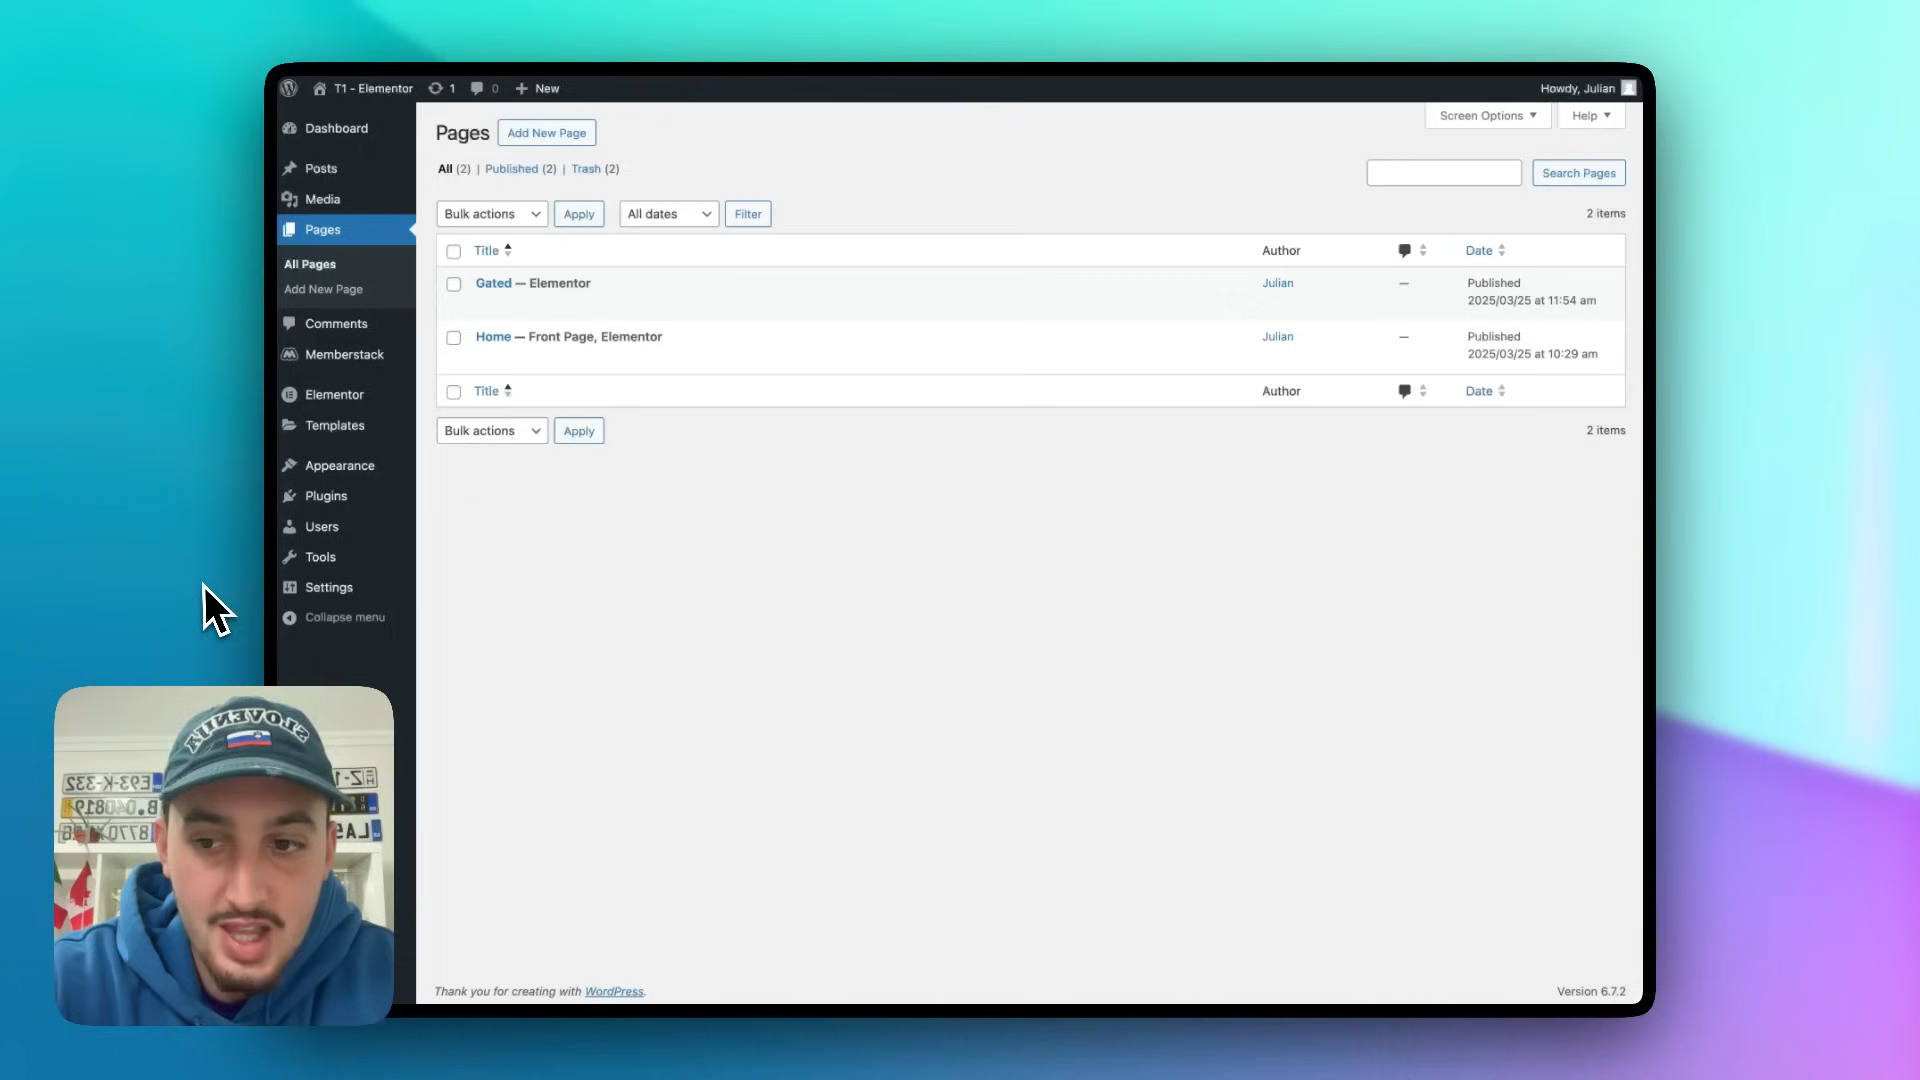 T1 - Elementor 1 0 New Howdy, Julian
Dashboard
Posts
Media
Pages
All Pages
Add New Page
Comments
Memberstack
Elementor
Templates
Appearance
Plugins
Users
Tools
Settings
Collapse menu
Screen Options Help
Pages Add New Page
All (2) | Published (2) | Trash (2)
Search Pages
Bulk actions Apply All dates Filter 2 items
Title Author Date
Gated — Elementor Julian — Published
2025/03/25 at 11:54 am
Home — Front Page, Elementor Julian — Published
2025/03/25 at 10:29 am
Title Author Date
Bulk actions Apply 2 items
Thank you for creating with WordPress. Version 6.7.2
SLOVENIJA
E93-K-332